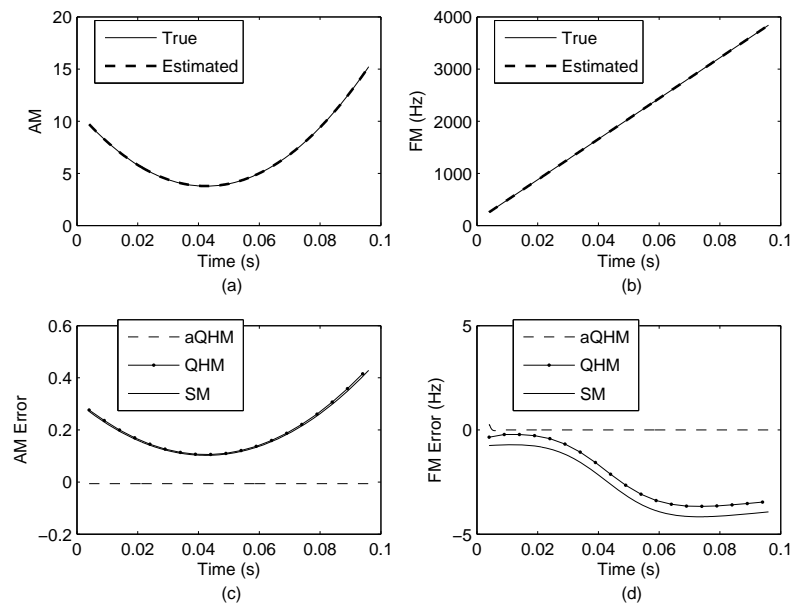 True
Estimated
20
15
10
5
0
AM
0
0.02
0.04
0.06
0.08
0.1
Time (s)
(a)
True
Estimated
4000
3000
2000
1000
0
FM (Hz)
0
0.02
0.04
0.06
0.08
0.1
Time (s)
(b)
aQHM
QHM
SM
0.6
0.4
0.2
0
−0.2
AM Error
0
0.02
0.04
0.06
0.08
0.1
Time (s)
(c)
aQHM
QHM
SM
5
0
−5
FM Error (Hz)
0
0.02
0.04
0.06
0.08
0.1
Time (s)
(d)